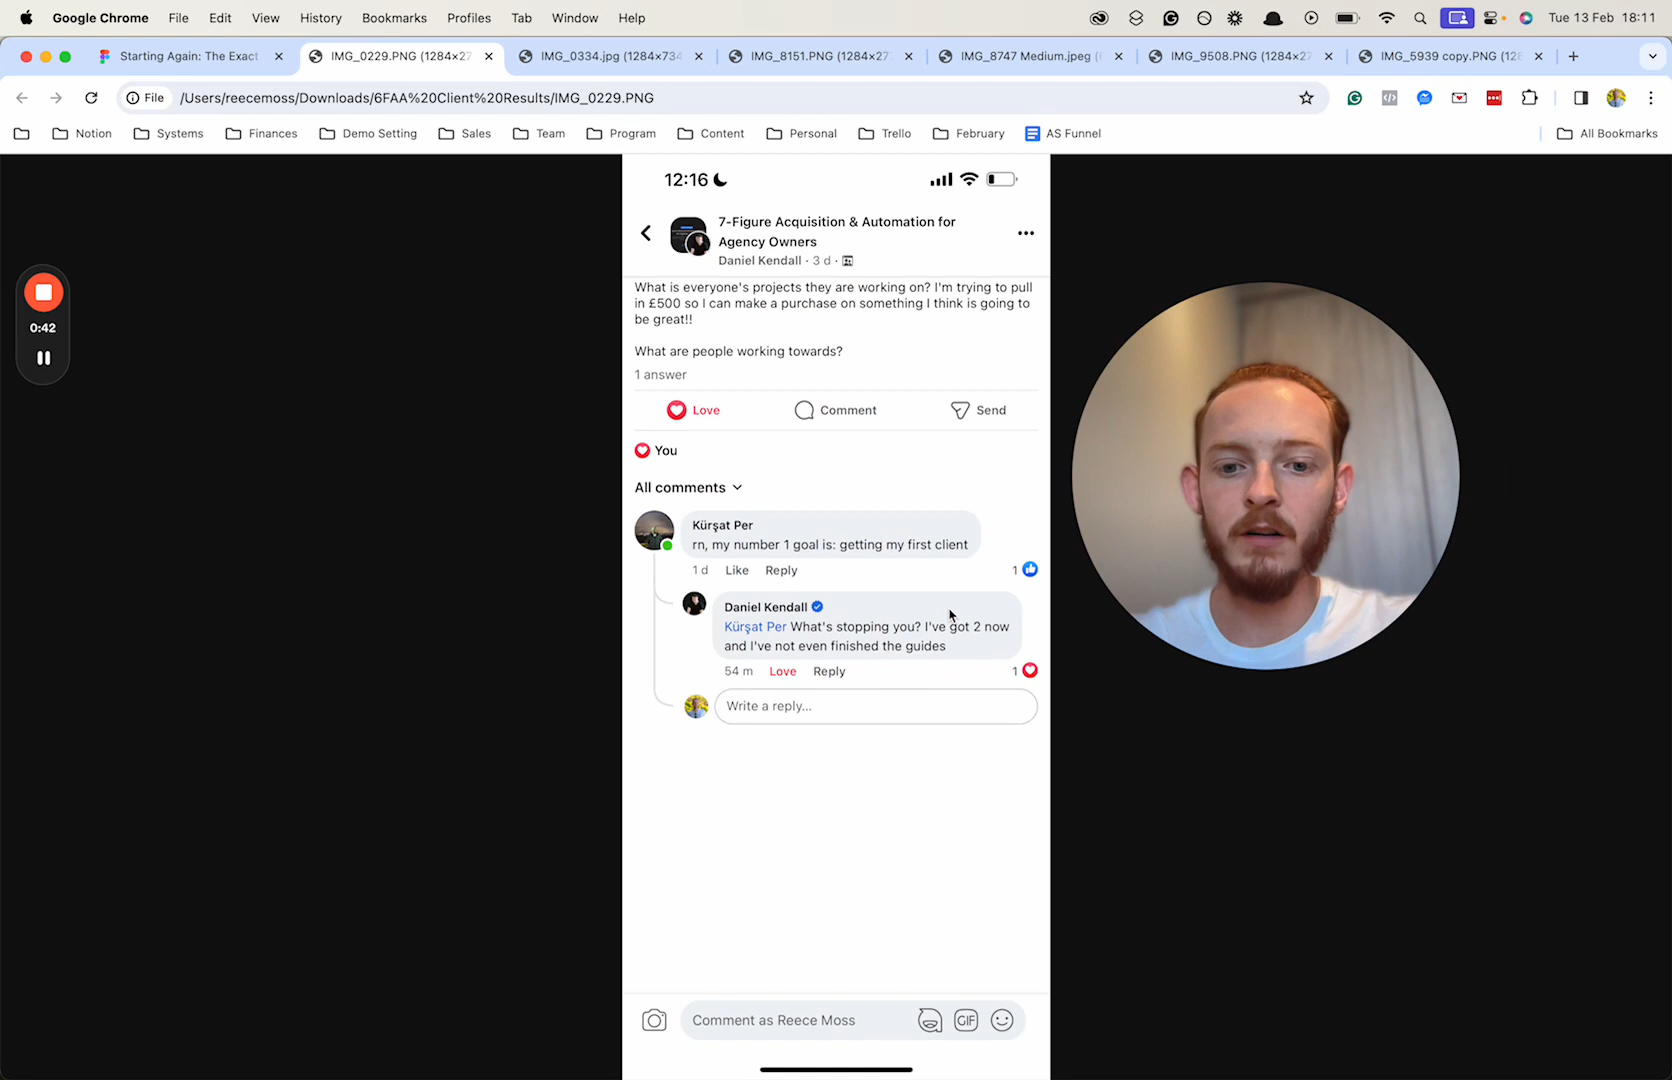 Google Chrome File Edit View History Bookmarks Profiles Tab Window Help Tue 13 Feb 18:11
Starting Again: The Exact IMG_0229.PNG (1284×27 IMG_0334.jpg (1284×734 IMG_8151.PNG (1284×27 IMG_8747 Medium.jpeg ( IMG_9508.PNG (1284×27 IMG_5939 copy.PNG (128
File /Users/reecemoss/Downloads/6FAA%20Client%20Results/IMG_0229.PNG
Notion Systems Finances Demo Setting Sales Team Program Content Personal Trello February AS Funnel All Bookmarks
12:16
7-Figure Acquisition & Automation for
Agency Owners
Daniel Kendall · 3 d ·
What is everyone's projects they are working on? I'm trying to pull
in £500 so I can make a purchase on something I think is going to
be great!!
What are people working towards?
1 answer
Love Comment Send
You
All comments
Kürşat Per
rn, my number 1 goal is: getting my first client
1 d Like Reply 1
Daniel Kendall
Kürşat Per What's stopping you? I've got 2 now
and I've not even finished the guides
54 m Love Reply 1
Write a reply...
Comment as Reece Moss GIF
0:42